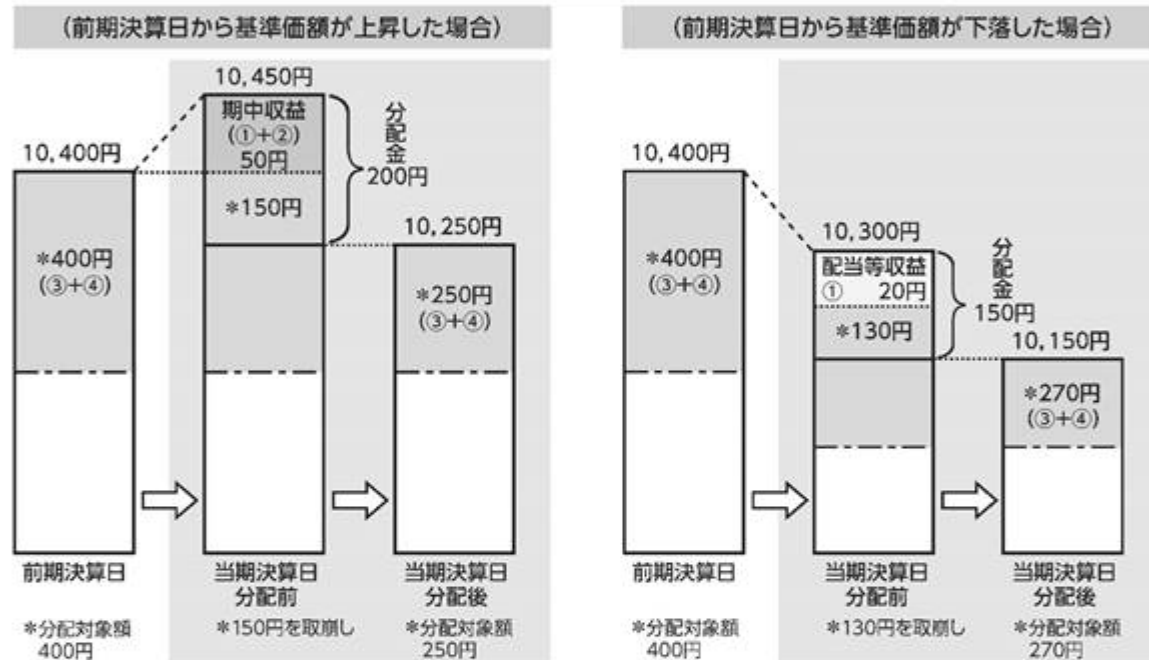 (前期決算日から基準価額が上昇した場合)
10,400円
*400円
(③+④)
10,450円
期中収益
(①+②)
50円
*150円
分配金
200円
10,250円
*250円
(③+④)
前期決算日
当期決算日
分配前
当期決算日
分配後
*分配対象額
400円
*150円を取崩し
*分配対象額
250円
(前期決算日から基準価額が下落した場合)
10,400円
*400円
(③+④)
10,300円
配当等収益
① 20円
*130円
分配金
150円
10,150円
*270円
(③+④)
前期決算日
当期決算日
分配前
当期決算日
分配後
*分配対象額
400円
*130円を取崩し
*分配対象額
270円